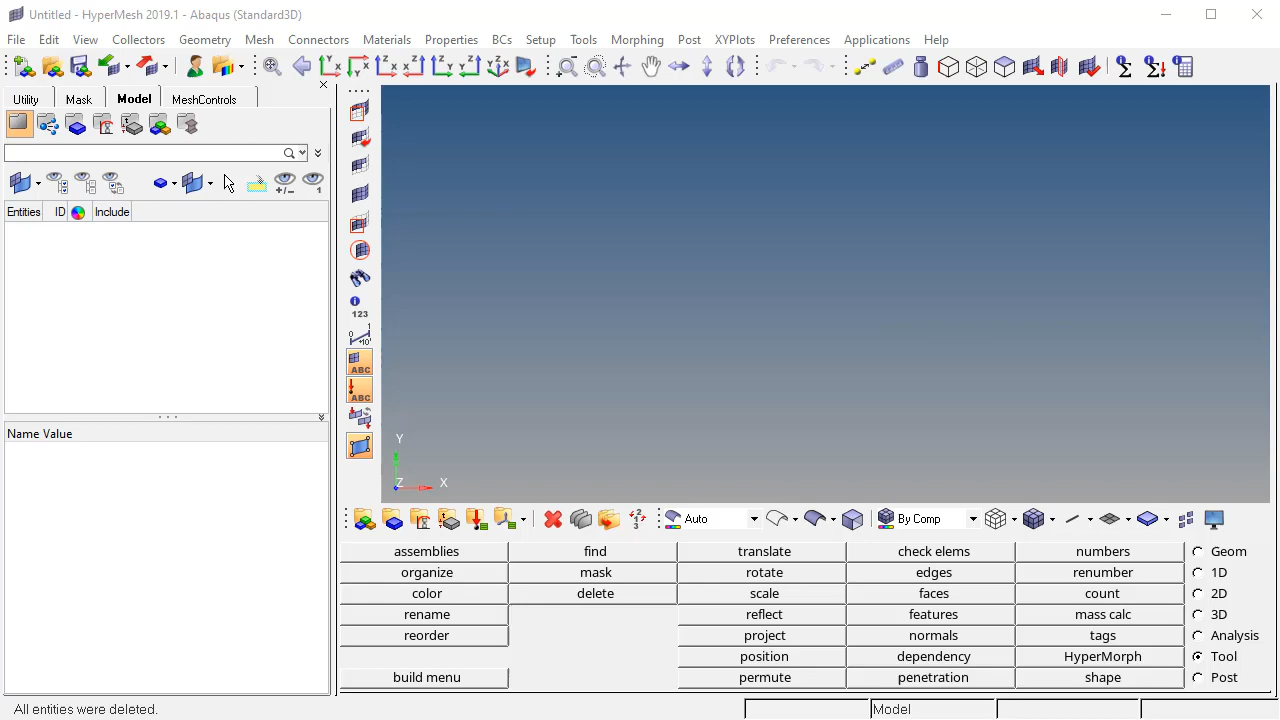 Untitled - HyperMesh 2019.1 - Abaqus (Standard3D)
File Edit View Collectors Geometry Mesh Connectors Materials Properties BCs Setup Tools Morphing Post XYPlots Preferences Applications Help
Utility Mask Model MeshControls
Entities ID Include
Name Value
123
ABC
ABC
Y
Z X
Auto By Comp
assemblies find translate check elems numbers Geom
organize mask rotate edges renumber 1D
color delete scale faces count 2D
rename reflect features mass calc 3D
reorder project normals tags Analysis
position dependency HyperMorph Tool
build menu permute penetration shape Post
All entities were deleted. Model